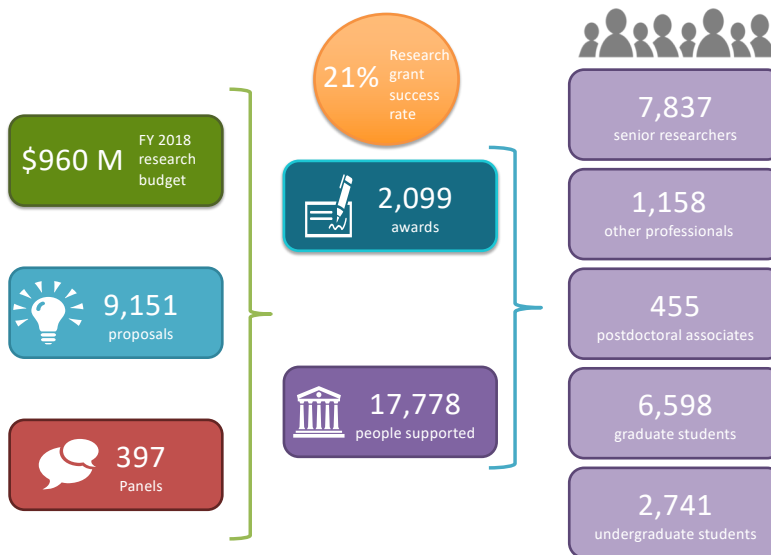 $960 M
FY 2018
research
budget
9,151
proposals
397
Panels
21%
Research
grant
success
rate
2,099
awards
17,778
people supported
7,837
senior researchers
1,158
other professionals
455
postdoctoral associates
6,598
graduate students
2,741
undergraduate students